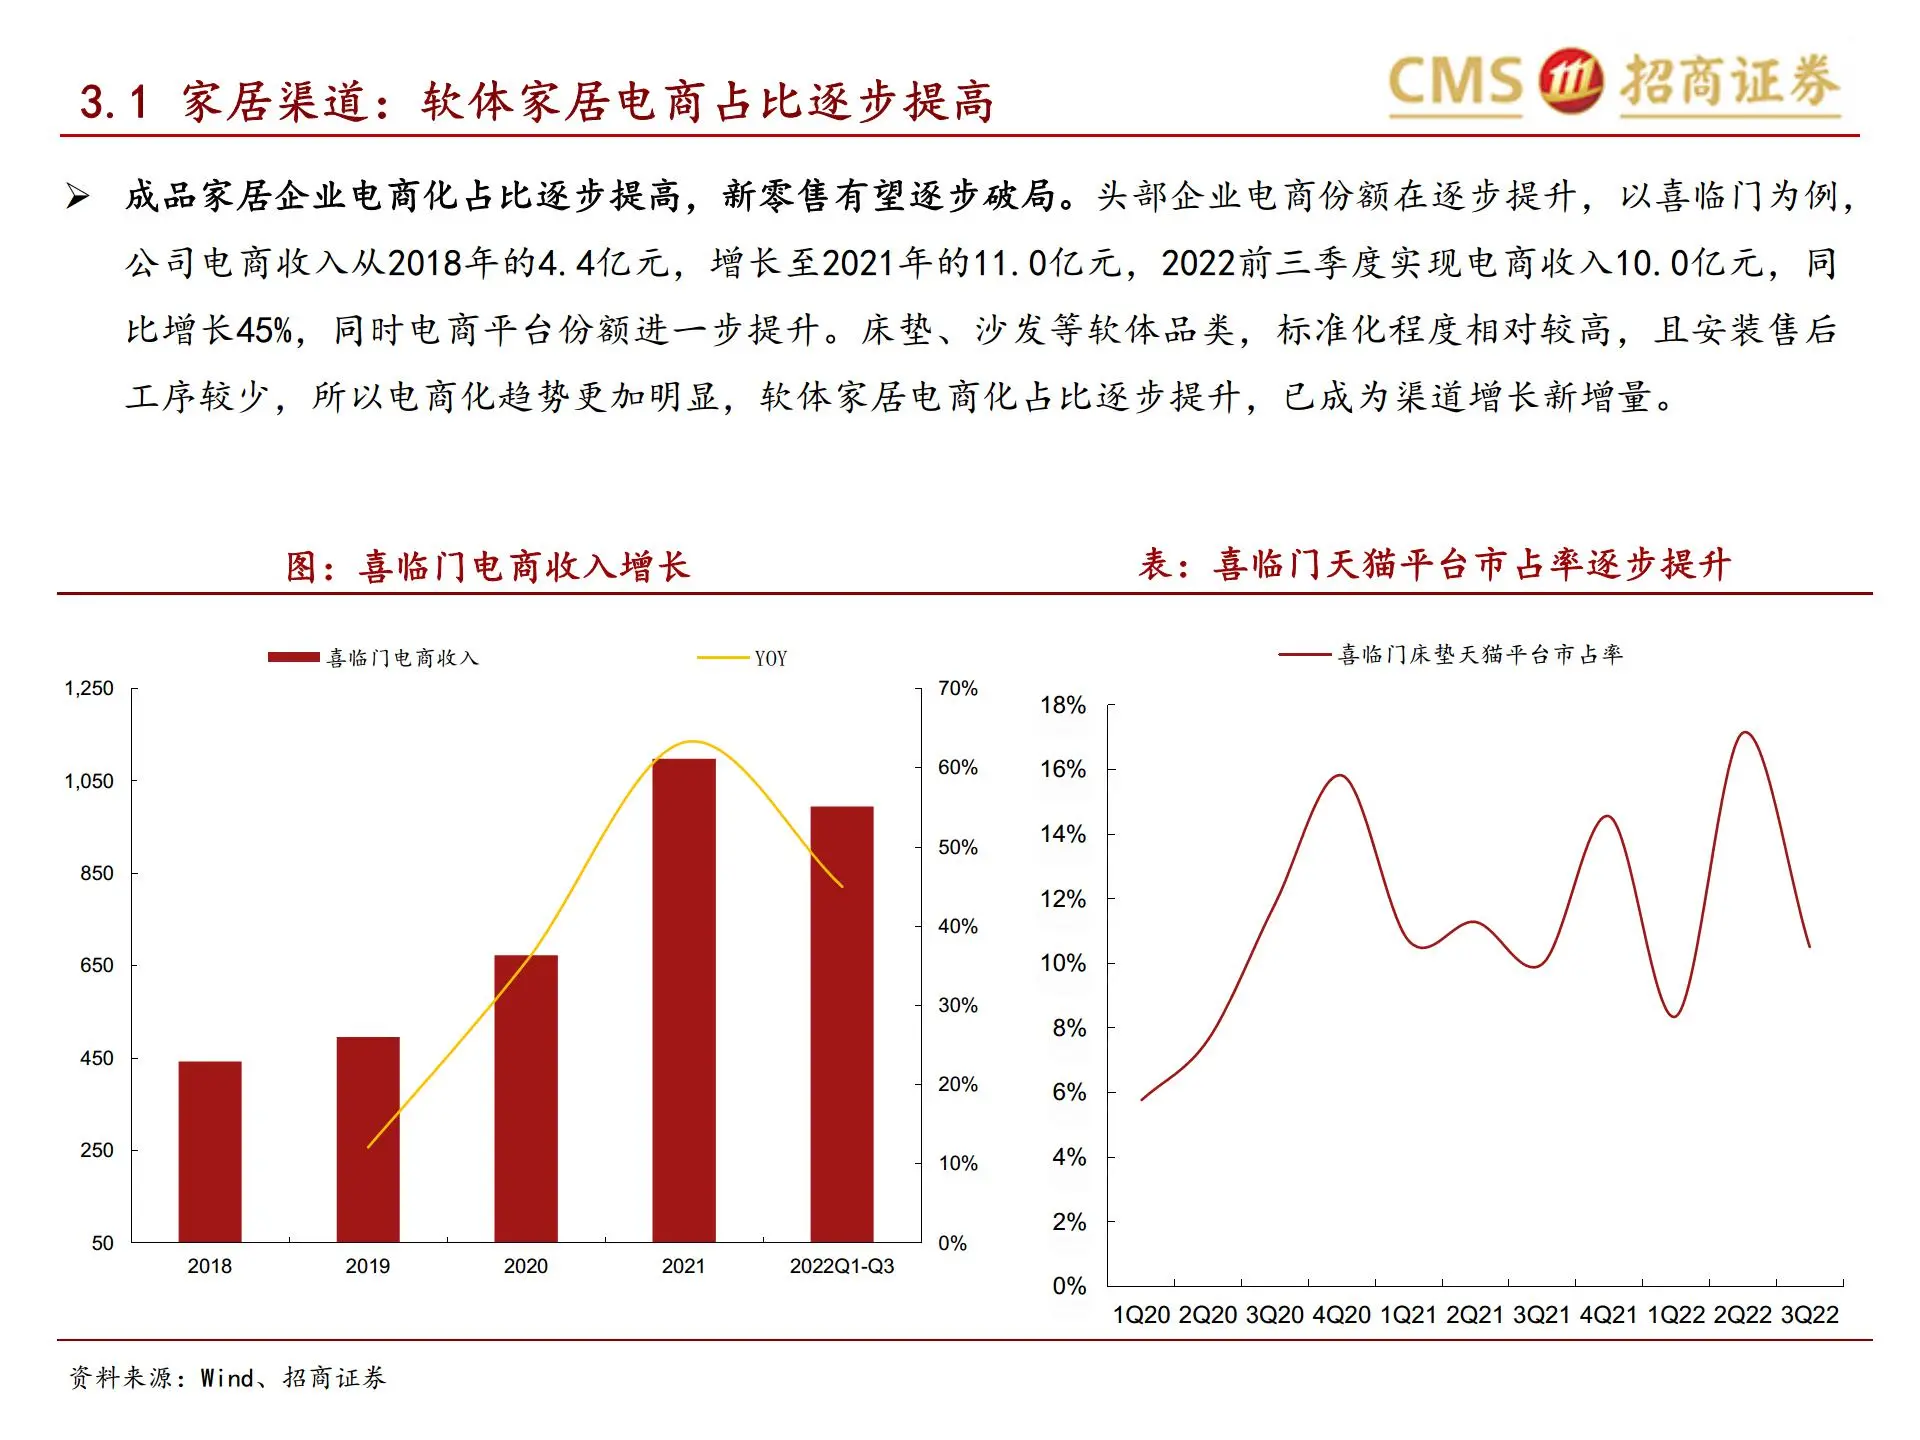 3.1 家居渠道：软体家居电商占比逐步提高
CMS 招商证券
成品家居企业电商化占比逐步提高，新零售有望逐步破局。头部企业电商份额在逐步提升，以喜临门为例，
公司电商收入从2018年的4.4亿元，增长至2021年的11.0亿元，2022前三季度实现电商收入10.0亿元，同
比增长45%，同时电商平台份额进一步提升。床垫、沙发等软体品类，标准化程度相对较高，且安装售后
工序较少，所以电商化趋势更加明显，软体家居电商化占比逐步提升，已成为渠道增长新增量。
图：喜临门电商收入增长
喜临门电商收入 YOY
1,250
1,050
850
650
450
250
50
70%
60%
50%
40%
30%
20%
10%
0%
2018 2019 2020 2021 2022Q1-Q3
表：喜临门天猫平台市占率逐步提升
喜临门床垫天猫平台市占率
18%
16%
14%
12%
10%
8%
6%
4%
2%
0%
1Q20 2Q20 3Q20 4Q20 1Q21 2Q21 3Q21 4Q21 1Q22 2Q22 3Q22
资料来源：Wind、招商证券